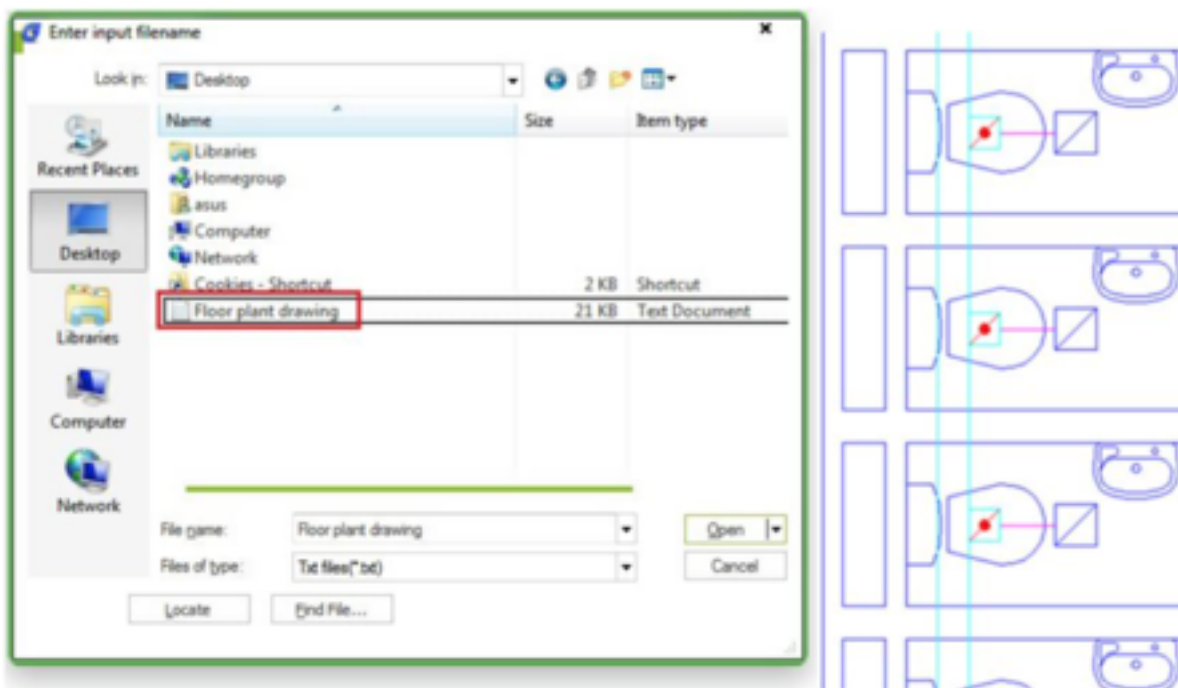 Enter input filename
Look in: Desktop
Name Size Item type
Recent Places
Desktop
Libraries
Computer
Network
Libraries
Homegroup
asus
Computer
Network
Cookies - Shortcut 2 KB Shortcut
Floor plant drawing 21 KB Text Document
File name: Floor plant drawing Open
Files of type: Txt files(*.txt) Cancel
Locate Find File...